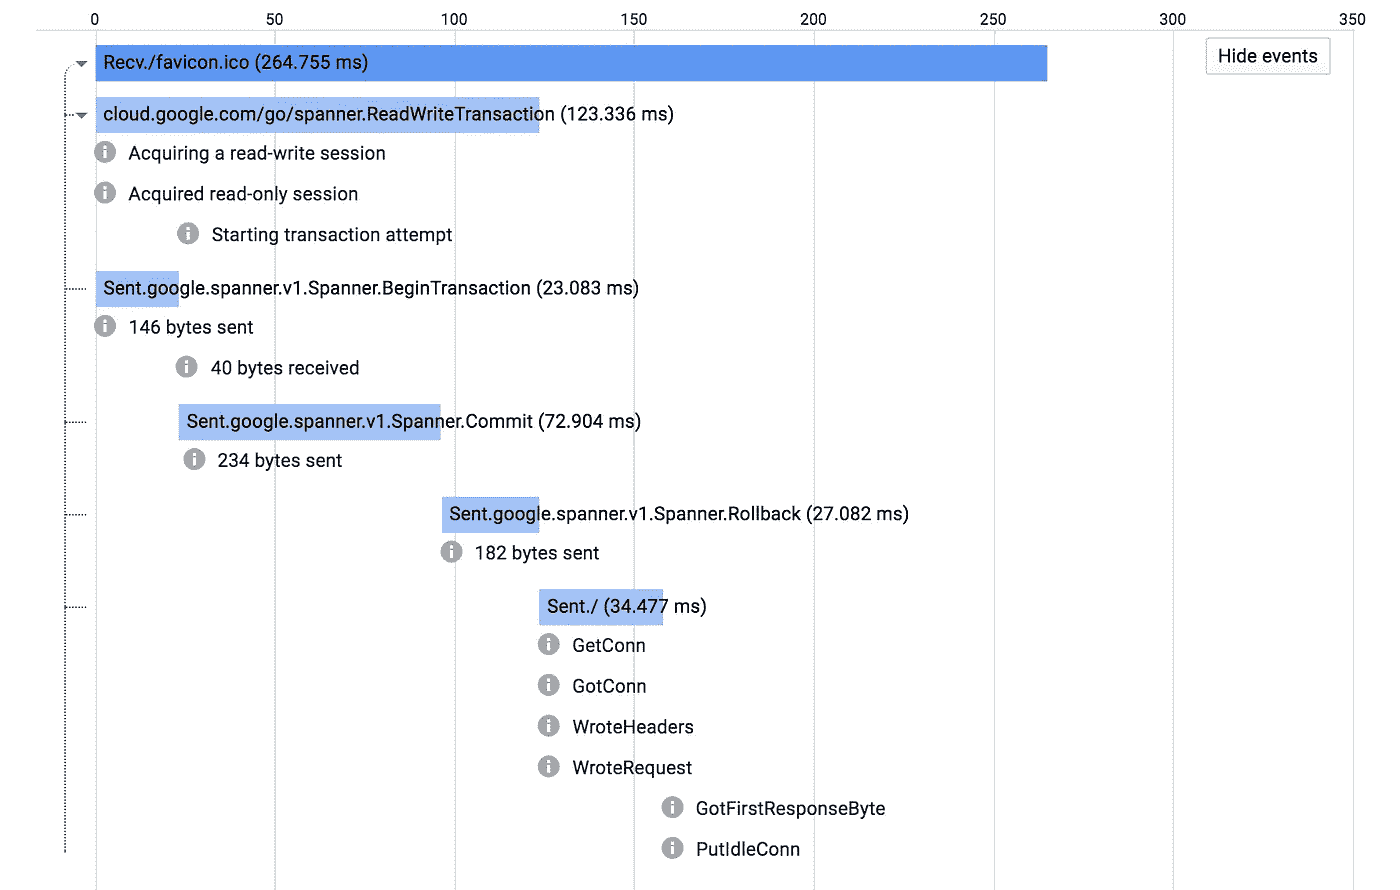 0 50 100 150 200 250 300 350
Recv./favicon.ico (264.755 ms)
Hide events
cloud.google.com/go/spanner.ReadWriteTransaction (123.336 ms)
Acquiring a read-write session
Acquired read-only session
Starting transaction attempt
Sent.google.spanner.v1.Spanner.BeginTransaction (23.083 ms)
146 bytes sent
40 bytes received
Sent.google.spanner.v1.Spanner.Commit (72.904 ms)
234 bytes sent
Sent.google.spanner.v1.Spanner.Rollback (27.082 ms)
182 bytes sent
Sent./ (34.477 ms)
GetConn
GotConn
WroteHeaders
WroteRequest
GotFirstResponseByte
PutIdleConn